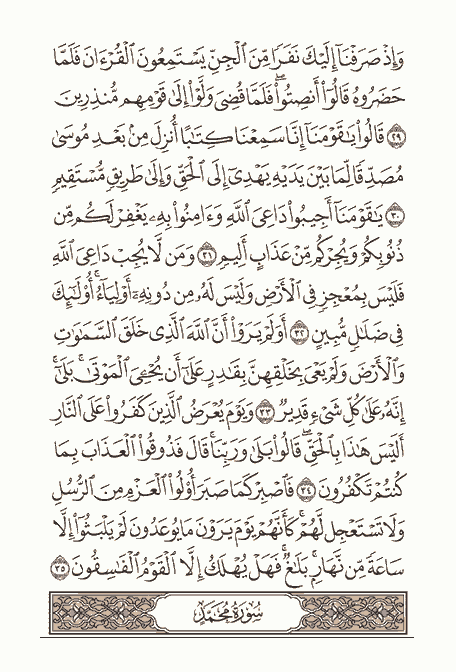 وَإِذْ صَرَفْنَآ إِلَيْكَ نَفَرًا مِّنَ ٱلْجِنِّ يَسْتَمِعُونَ ٱلْقُرْءَانَ فَلَمَّا
حَضَرُوهُ قَالُوٓا۟ أَنصِتُوا۟ ۖ فَلَمَّا قُضِىَ وَلَّوْا۟ إِلَىٰ قَوْمِهِم مُّنذِرِينَ
٢٩ قَالُوا۟ يَـٰقَوْمَنَآ إِنَّا سَمِعْنَا كِتَـٰبًا أُنزِلَ مِنۢ بَعْدِ مُوسَىٰ
مُصَدِّقًا لِّمَا بَيْنَ يَدَيْهِ يَهْدِىٓ إِلَى ٱلْحَقِّ وَإِلَىٰ طَرِيقٍ مُّسْتَقِيمٍ
٣٠ يَـٰقَوْمَنَآ أَجِيبُوا۟ دَاعِىَ ٱللَّهِ وَءَامِنُوا۟ بِهِۦ يَغْفِرْ لَكُم مِّن
ذُنُوبِكُمْ وَيُجِرْكُم مِّنْ عَذَابٍ أَلِيمٍ ٣١ وَمَن لَّا يُجِبْ دَاعِىَ ٱللَّهِ
فَلَيْسَ بِمُعْجِزٍ فِى ٱلْأَرْضِ وَلَيْسَ لَهُۥ مِن دُونِهِۦٓ أَوْلِيَآءُ ۚ أُو۟لَـٰٓئِكَ
فِى ضَلَـٰلٍ مُّبِينٍ ٣٢ أَوَلَمْ يَرَوْا۟ أَنَّ ٱللَّهَ ٱلَّذِى خَلَقَ ٱلسَّمَـٰوَٰتِ
وَٱلْأَرْضَ وَلَمْ يَعْىَ بِخَلْقِهِنَّ بِقَـٰدِرٍ عَلَىٰٓ أَن يُحْـِۧىَ ٱلْمَوْتَىٰ ۚ بَلَىٰٓ
إِنَّهُۥ عَلَىٰ كُلِّ شَىْءٍ قَدِيرٌ ٣٣ وَيَوْمَ يُعْرَضُ ٱلَّذِينَ كَفَرُوا۟ عَلَى ٱلنَّارِ
أَلَيْسَ هَـٰذَا بِٱلْحَقِّ ۖ قَالُوا۟ بَلَىٰ وَرَبِّنَا ۚ قَالَ فَذُوقُوا۟ ٱلْعَذَابَ بِمَا
كُنتُمْ تَكْفُرُونَ ٣٤ فَٱصْبِرْ كَمَا صَبَرَ أُو۟لُوا۟ ٱلْعَزْمِ مِنَ ٱلرُّسُلِ
وَلَا تَسْتَعْجِل لَّهُمْ ۚ كَأَنَّهُمْ يَوْمَ يَرَوْنَ مَا يُوعَدُونَ لَمْ يَلْبَثُوٓا۟ إِلَّا
سَاعَةً مِّن نَّهَارٍۭ ۚ بَلَـٰغٌ ۚ فَهَلْ يُهْلَكُ إِلَّا ٱلْقَوْمُ ٱلْفَـٰسِقُونَ ٣٥
سُورَةُ مُحَمَّدٍ